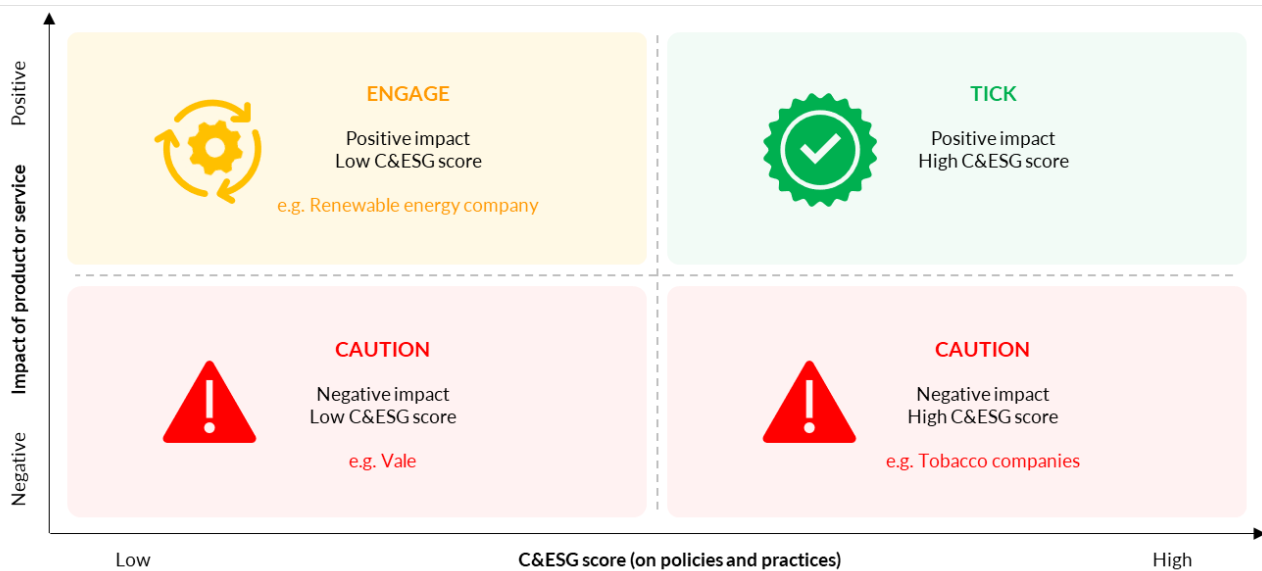 Positive
Impact of product or service
Negative
ENGAGE
Positive impact
Low C&ESG score
e.g. Renewable energy company
TICK
Positive impact
High C&ESG score
CAUTION
Negative impact
Low C&ESG score
e.g. Vale
CAUTION
Negative impact
High C&ESG score
e.g. Tobacco companies
Low
C&ESG score (on policies and practices)
High